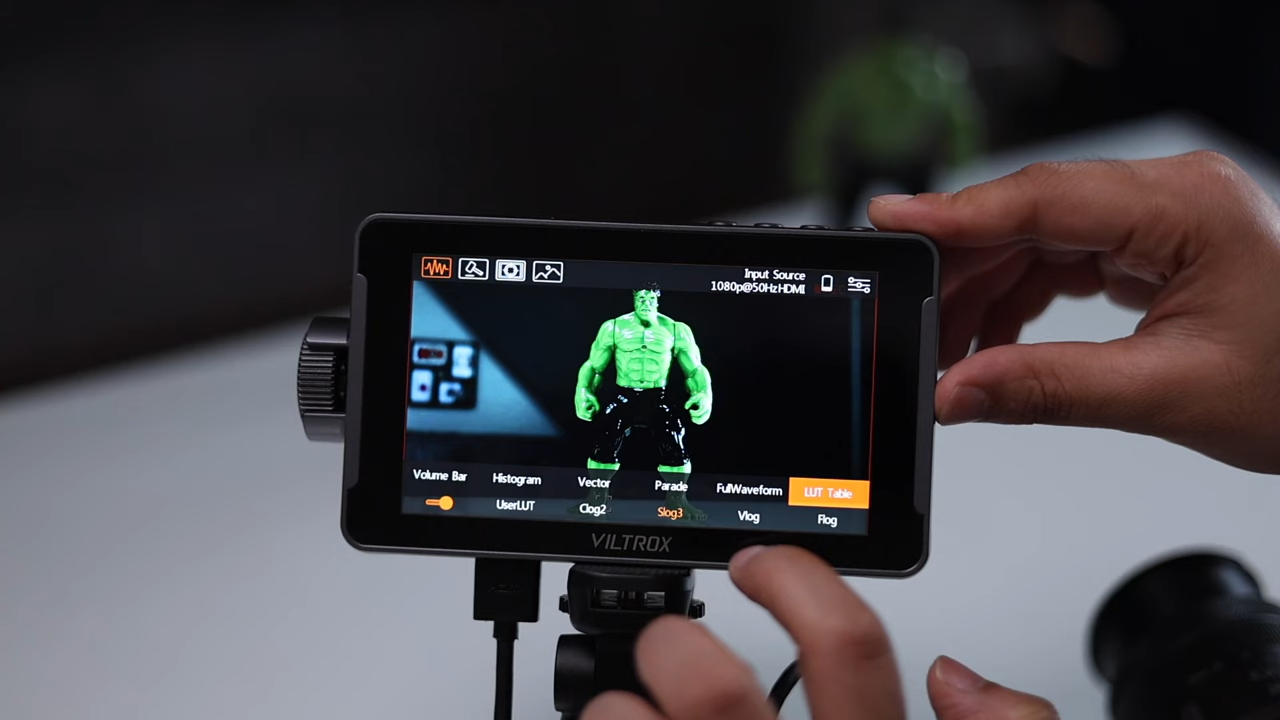 Input Source
1080p@50Hz HDMI
Volume Bar Histogram Vector Parade FullWaveform LUT Table
UserLUT Clog2 Slog3 Vlog Flog
VILTROX